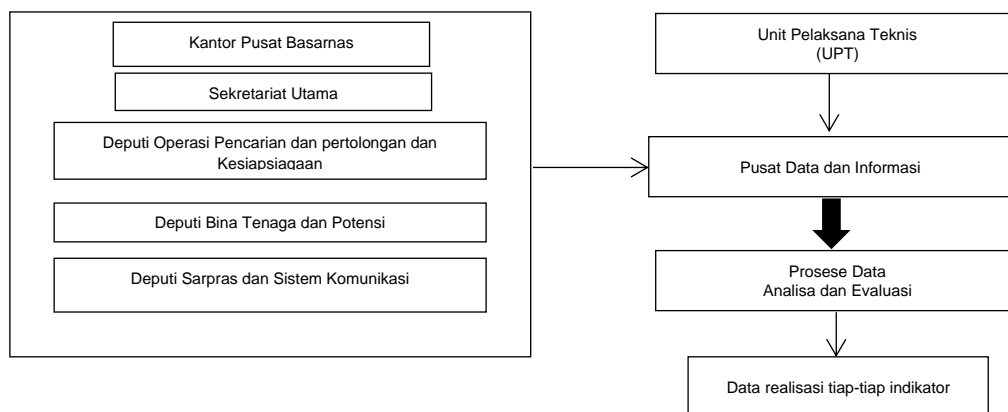 Kantor Pusat Basarnas
Sekretariat Utama
Deputi Operasi Pencarian dan pertolongan dan
Kesiapsiagaan
Deputi Bina Tenaga dan Potensi
Deputi Sarpras dan Sistem Komunikasi
Unit Pelaksana Teknis
(UPT)
Pusat Data dan Informasi
Prosese Data
Analisa dan Evaluasi
Data realisasi tiap-tiap indikator